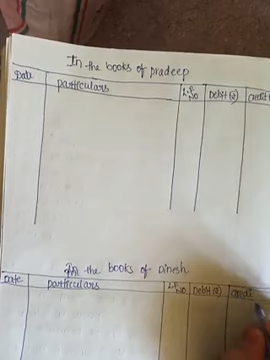 In the books of pradeep
Date particulars L.F No Debit(₹) credit(
In the books of Dinesh
Date particulars L.F No Debit(₹) credit